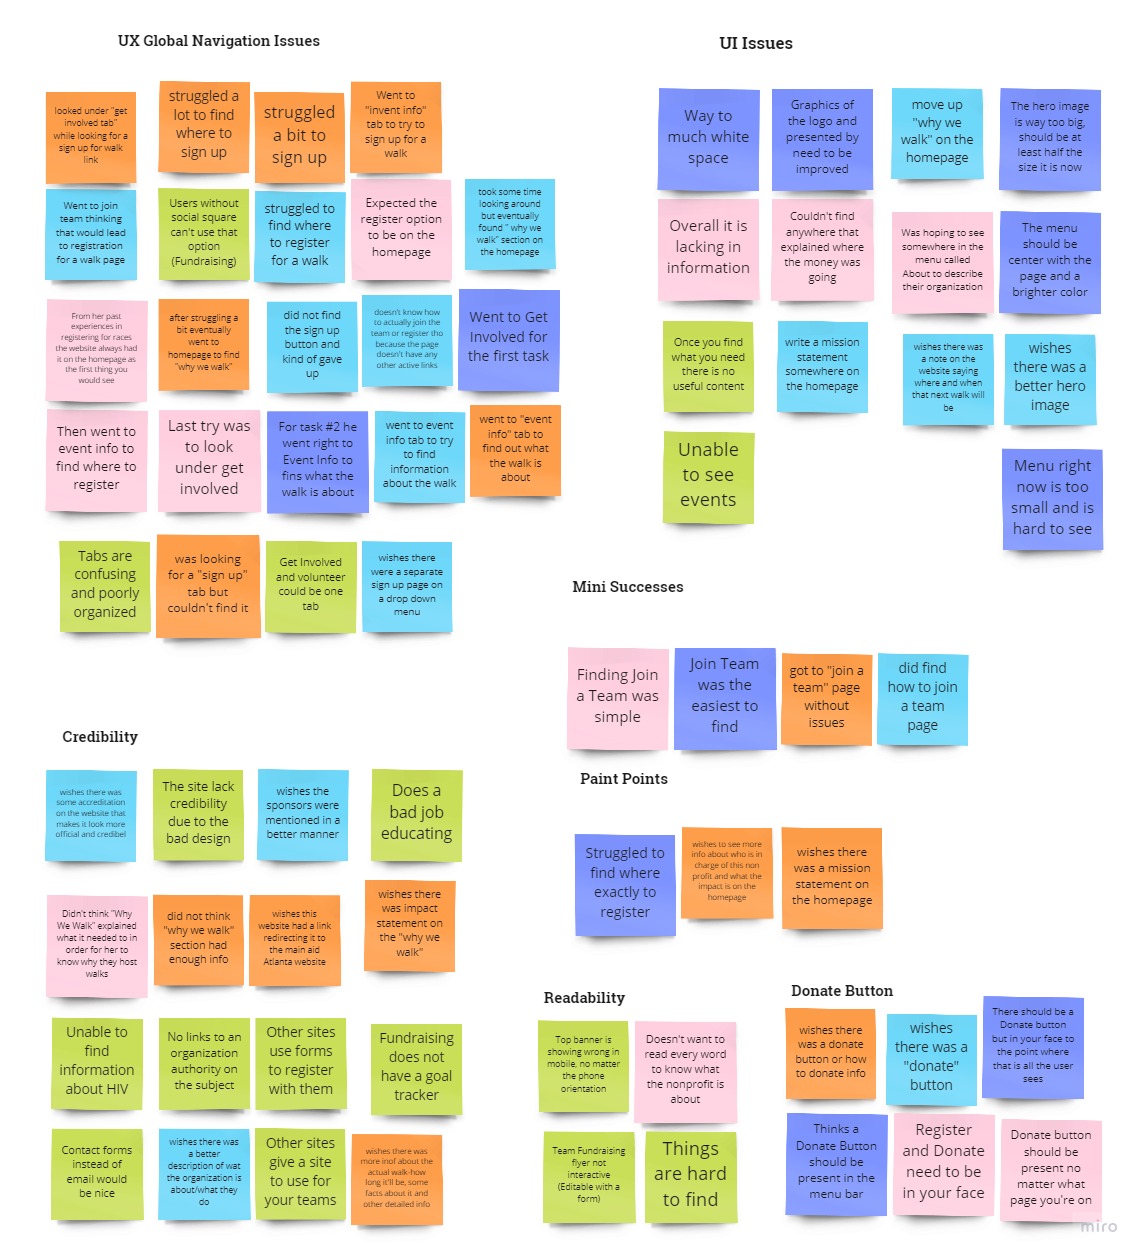 UX Global Navigation Issues
looked under "get
involved tab"
while looking for a
sign up for walk
link
struggled a
lot to find
where to
sign up
struggled
a bit to
sign up
Went to
"invent info"
tab to try to
sign up for a
walk
Went to join
team thinking
that would lead
to registration
for a walk page
Users without
social square
can't use that
option
(Fundraising)
struggled to
find where
to register
for a walk
Expected the
register option
to be on the
homepage
took some time
looking around
but eventually
found " why we
walk" section on
the homepage
From her past
experiences in
registering for races
the website always had
it on the homepage as
the first thing you
would see
after struggling a
bit eventually
went to
homepage to find
"why we walk"
did not find
the sign up
button and
kind of gave
up
doesn't know how
to actually join the
team or register tho
because the page
doesn't have any
other active links
Went to Get
Involved for
the first task
Then went to
event info to
find where to
register
Last try was
to look
under get
involved
For task #2 he
went right to
Event Info to
fins what the
walk is about
went to event
info tab to try
to find
information
about the walk
went to "event
info" tab to
find out what
the walk is
about
Tabs are
confusing
and poorly
organized
was looking
for a "sign up"
tab but
couldn't find it
Get Involved
and volunteer
could be one
tab
wishes there
were a separate
sign up page on
a drop down
menu
UI Issues
Way to
much white
space
Graphics of
the logo and
presented by
need to be
improved
move up
"why we
walk" on the
homepage
The hero image
is way too big,
should be at
least half the
size it is now
Overall it is
lacking in
information
Couldn't find
anywhere that
explained where
the money was
going
Was hoping to see
somewhere in the
menu called
About to describe
their organization
The menu
should be
center with the
page and a
brighter color
Once you find
what you need
there is no
useful content
write a mission
statement
somewhere on
the homepage
wishes there was
a note on the
website saying
where and when
that next walk will
be
wishes
there was a
better hero
image
Unable
to see
events
Menu right
now is too
small and is
hard to see
Mini Successes
Finding Join
a Team was
simple
Join Team
was the
easiest to
find
got to "join a
team" page
without
issues
did find
how to join
a team
page
Credibility
wishes there was
some accreditation
on the website that
makes it look more
official and credibel
The site lack
credibility
due to the
bad design
wishes the
sponsors were
mentioned in a
better manner
Does a
bad job
educating
Didn't think "Why
We Walk" explained
what it needed to in
order for her to
know why they host
walks
did not think
"why we walk"
section had
enough info
wishes this
website had a link
redirecting it to
the main aid
Atlanta website
wishes there
was impact
statement on
the "why we
walk"
Unable to
find
information
about HIV
No links to an
organization
authority on
the subject
Other sites
use forms
to register
with them
Fundraising
does not
have a goal
tracker
Contact forms
instead of
email would
be nice
wishes there was
a better
description of wat
the organization is
about/what they
do
Other sites
give a site
to use for
your teams
wishes there was
more inof about the
actual walk-how
long it'll be, some
facts about it and
other detailed info
Paint Points
Struggled to
find where
exactly to
register
wishes to see more
info about who is in
charge of this non
profit and what the
impact is on the
homepage
wishes there
was a mission
statement on
the homepage
Readability
Top banner is
showing wrong in
mobile, no matter
the phone
orientation
Doesn't want to
read every word
to know what
the nonprofit is
about
Team Fundraising
flyer not
interactive
(Editable with a
form)
Things
are hard
to find
Donate Button
wishes there
was a donate
button or how
to donate info
wishes
there was a
"donate"
button
There should be a
Donate button
but in your face to
the point where
that is all the user
sees
Thinks a
Donate Button
should be
present in the
menu bar
Register
and Donate
need to be
in your face
Donate button
should be
present no
matter what
page you're on
miro